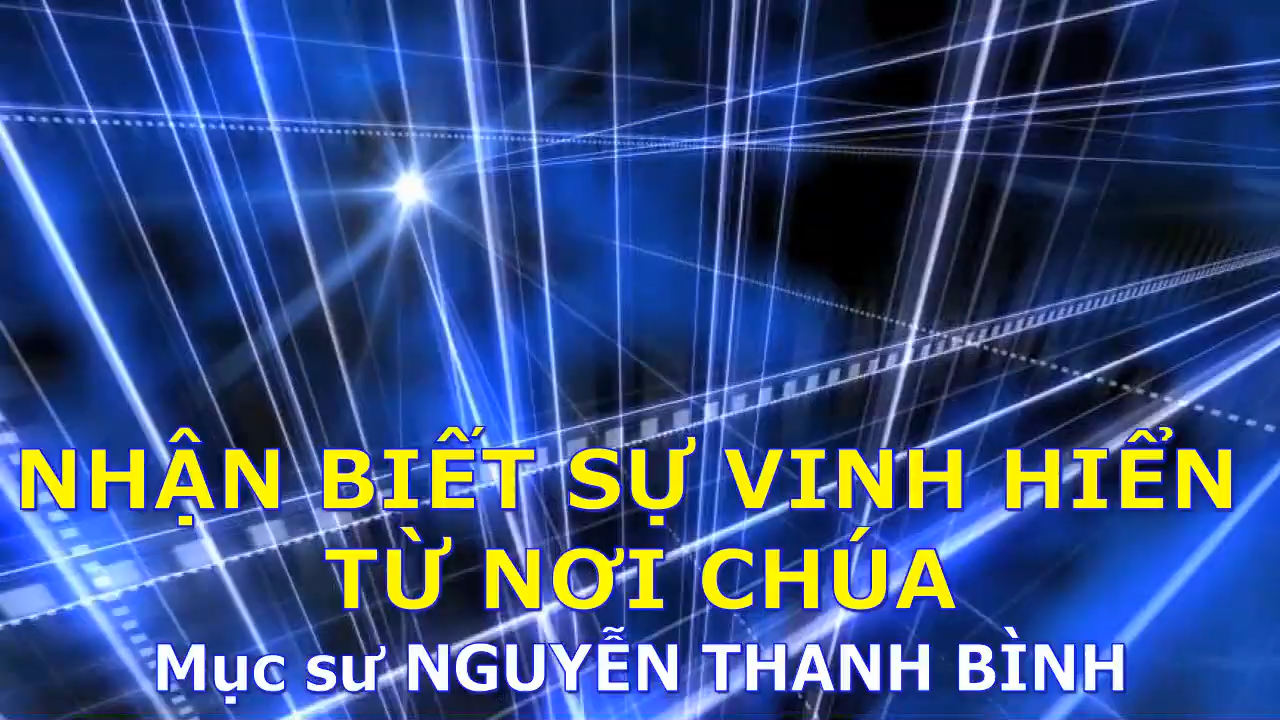 NHẬN BIẾT SỰ VINH HIỂN
TỪ NƠI CHÚA
Mục sư NGUYỄN THANH BÌNH